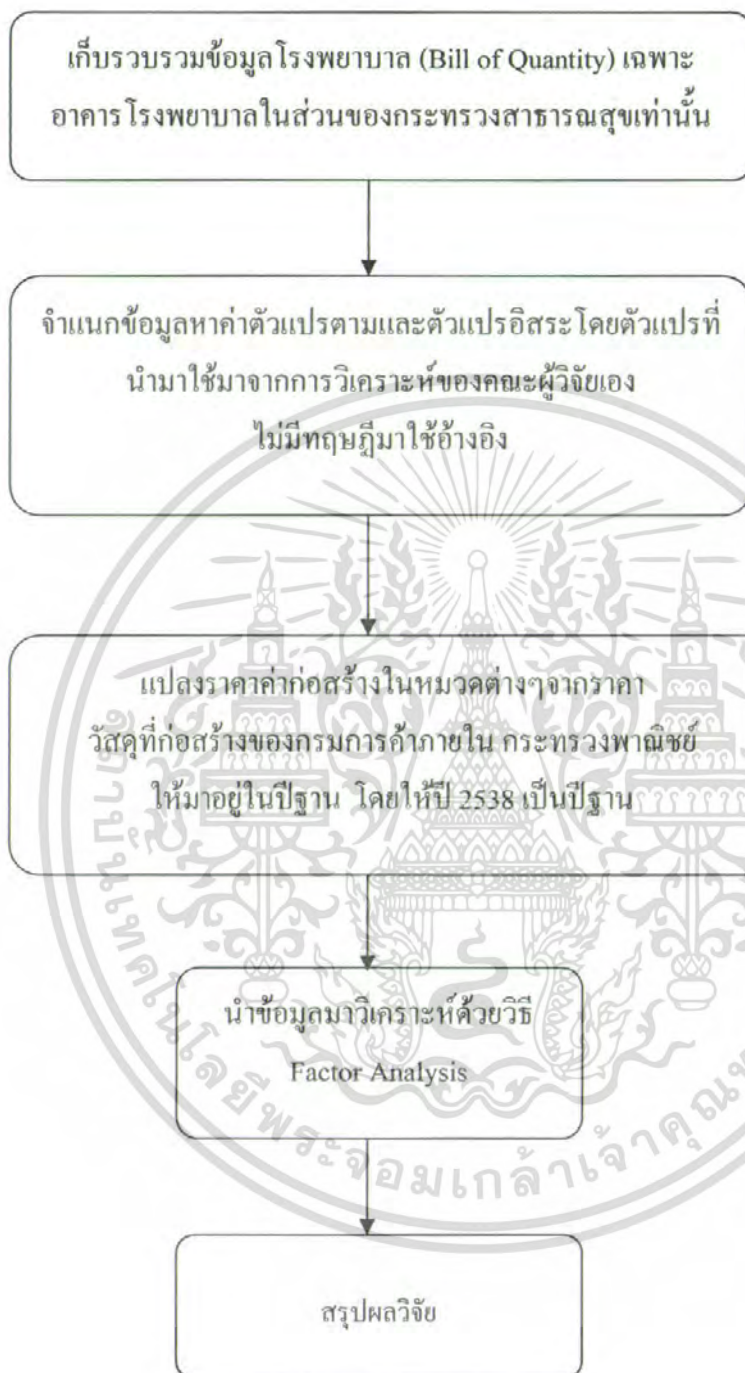 เก็บรวบรวมข้อมูลโรงพยาบาล (Bill of Quantity) เฉพาะ
อาคารโรงพยาบาลในส่วนของกระทรวงสาธารณสุขเท่านั้น
จำแนกข้อมูลหาค่าตัวแปรตามและตัวแปรอิสระโดยตัวแปรที่
นำมาใช้มาจากการวิเคราะห์ของคณะผู้วิจัยเอง
ไม่มีทฤษฎีมาใช้อ้างอิง
แปลงราคาค่าก่อสร้างในหมวดต่างๆจากราคา
วัสดุที่ก่อสร้างของกรมการค้าภายใน กระทรวงพาณิชย์
ให้มาอยู่ในปีฐาน โดยให้ปี 2538 เป็นปีฐาน
นำข้อมูลมาวิเคราะห์ด้วยวิธี
Factor Analysis
สรุปผลวิจัย